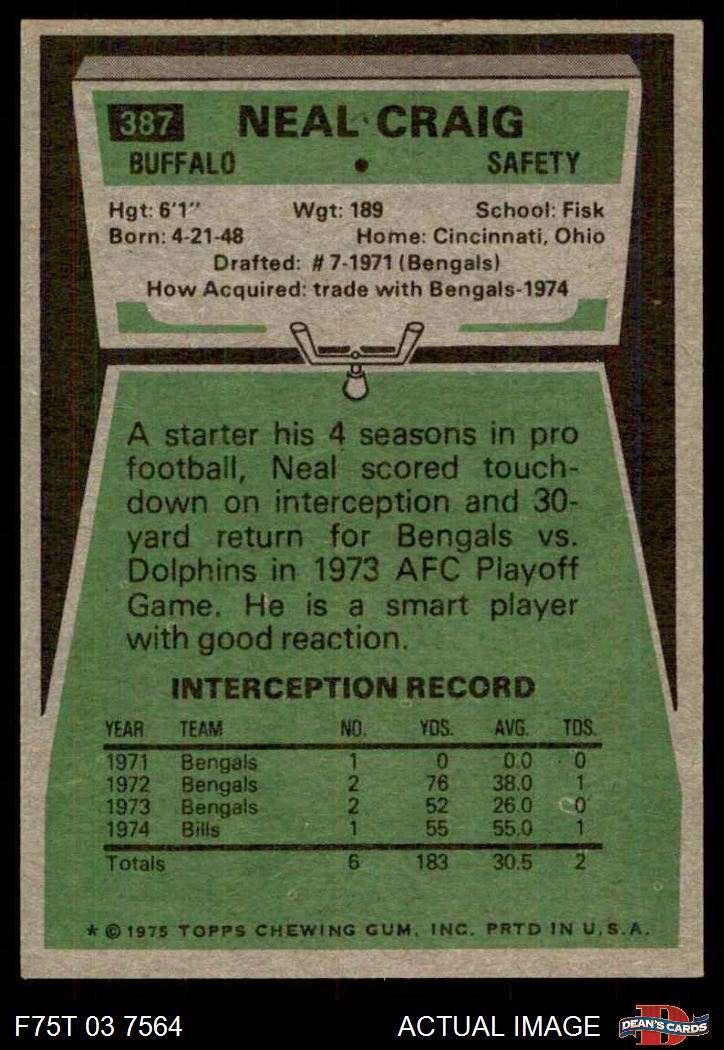 387 NEAL CRAIG
BUFFALO • SAFETY
Hgt: 6'1" Wgt: 189 School: Fisk
Born: 4-21-48 Home: Cincinnati, Ohio
Drafted: #7-1971 (Bengals)
How Acquired: trade with Bengals-1974
A starter his 4 seasons in pro
football, Neal scored touch-
down on interception and 30-
yard return for Bengals vs.
Dolphins in 1973 AFC Playoff
Game. He is a smart player
with good reaction.
INTERCEPTION RECORD
YEAR TEAM NO. YDS. AVG. TDS.
1971 Bengals 1 0 0.0 0
1972 Bengals 2 76 38.0 1
1973 Bengals 2 52 26.0 0
1974 Bills 1 55 55.0 1
Totals 6 183 30.5 2
* © 1975 TOPPS CHEWING GUM, INC. PRTD IN U.S.A.
F75T 03 7564 ACTUAL IMAGE
D
DEAN'S CARDS